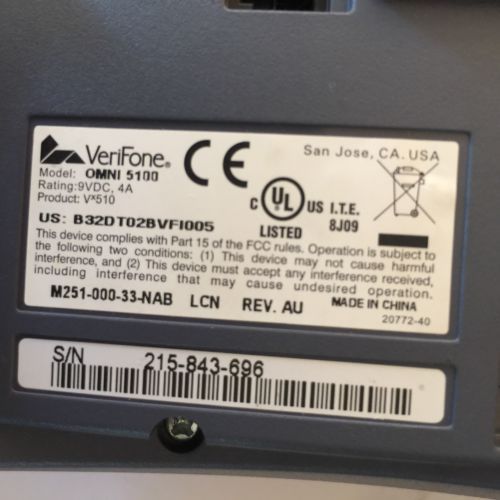 VeriFone®
CE
San Jose, CA. USA
Model: OMNI 5100
Rating: 9VDC, 4A
Product: Vx510
C UL US I.T.E.
LISTED 8J09
US: B32DT02BVFI005
This device complies with Part 15 of the FCC rules. Operation is subject to
the following two conditions: (1) This device may not cause harmful
interference, and (2) This device must accept any interference received,
including interference that may cause undesired operation.
M251-000-33-NAB LCN REV. AU MADE IN CHINA
20772-40
S/N 215-843-696